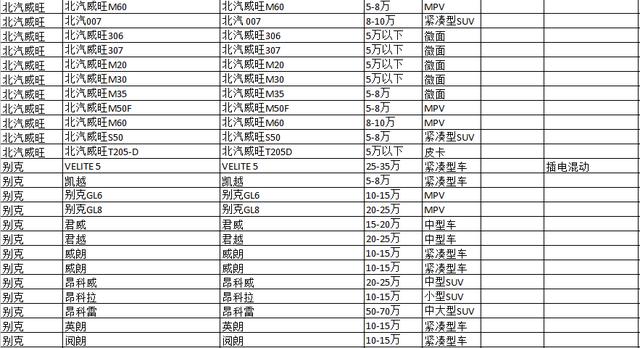 北汽威旺 北汽威旺M60 北汽威旺M60 5-8万 MPV
北汽威旺 北汽007 北汽 007 8-10万 紧凑型SUV
北汽威旺 北汽威旺306 北汽威旺306 5万以下 微面
北汽威旺 北汽威旺307 北汽威旺307 5万以下 微面
北汽威旺 北汽威旺M20 北汽威旺M20 5万以下 微面
北汽威旺 北汽威旺M30 北汽威旺M30 5万以下 微面
北汽威旺 北汽威旺M35 北汽威旺M35 5-8万 微面
北汽威旺 北汽威旺M50F 北汽威旺M50F 5-8万 MPV
北汽威旺 北汽威旺M60 北汽威旺M60 8-10万 MPV
北汽威旺 北汽威旺S50 北汽威旺S50 5-8万 紧凑型SUV
北汽威旺 北汽威旺T205-D 北汽威旺T205D 5万以下 皮卡
别克 VELITE 5 VELITE 5 25-35万 紧凑型车 插电混动
别克 凯越 凯越 5-8万 紧凑型车
别克 别克GL6 别克GL6 10-15万 MPV
别克 别克GL8 别克GL8 20-25万 MPV
别克 君威 君威 15-20万 中型车
别克 君越 君越 20-25万 中型车
别克 威朗 威朗 10-15万 紧凑型车
别克 威朗 威朗 10-15万 紧凑型车
别克 昂科威 昂科威 20-25万 中型SUV
别克 昂科拉 昂科拉 10-15万 小型SUV
别克 昂科雷 昂科雷 50-70万 中大型SUV
别克 英朗 英朗 10-15万 紧凑型车
别克 阅朗 阅朗 10-15万 紧凑型车